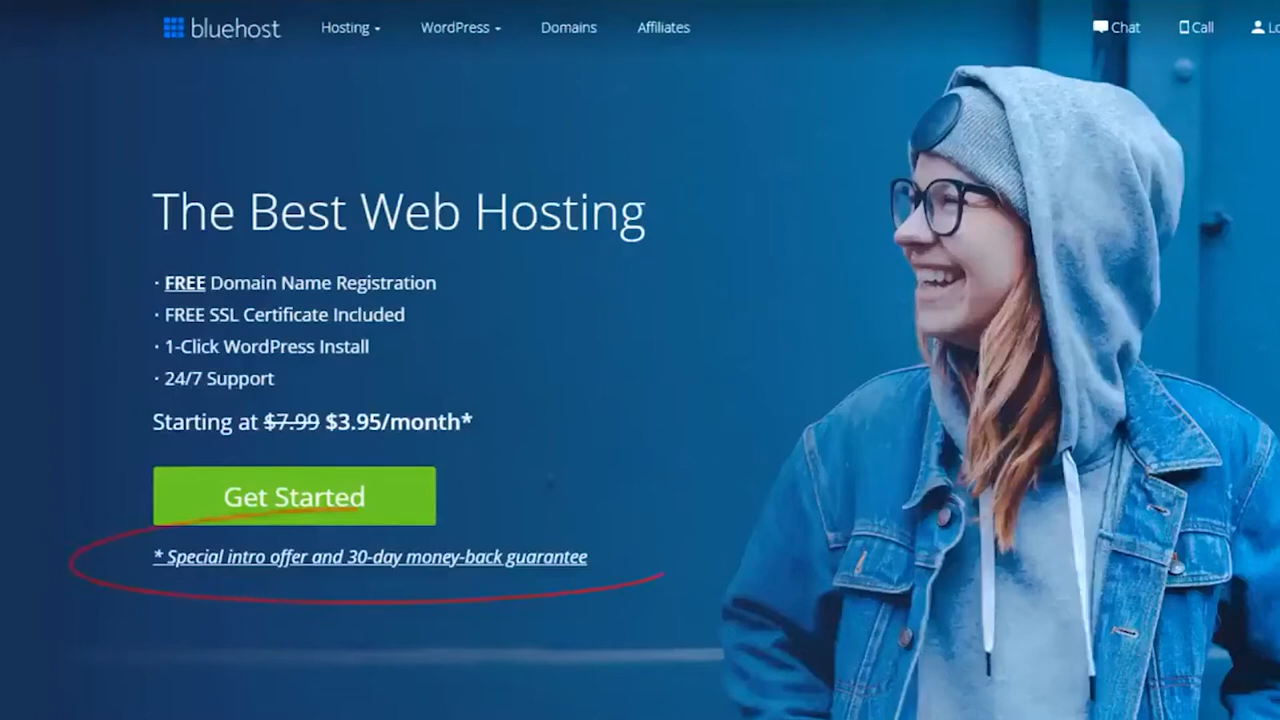 bluehost Hosting WordPress Domains Affiliates Chat Call
The Best Web Hosting
· FREE Domain Name Registration
· FREE SSL Certificate Included
· 1-Click WordPress Install
· 24/7 Support
Starting at $7.99 $3.95/month*
Get Started
* Special intro offer and 30-day money-back guarantee